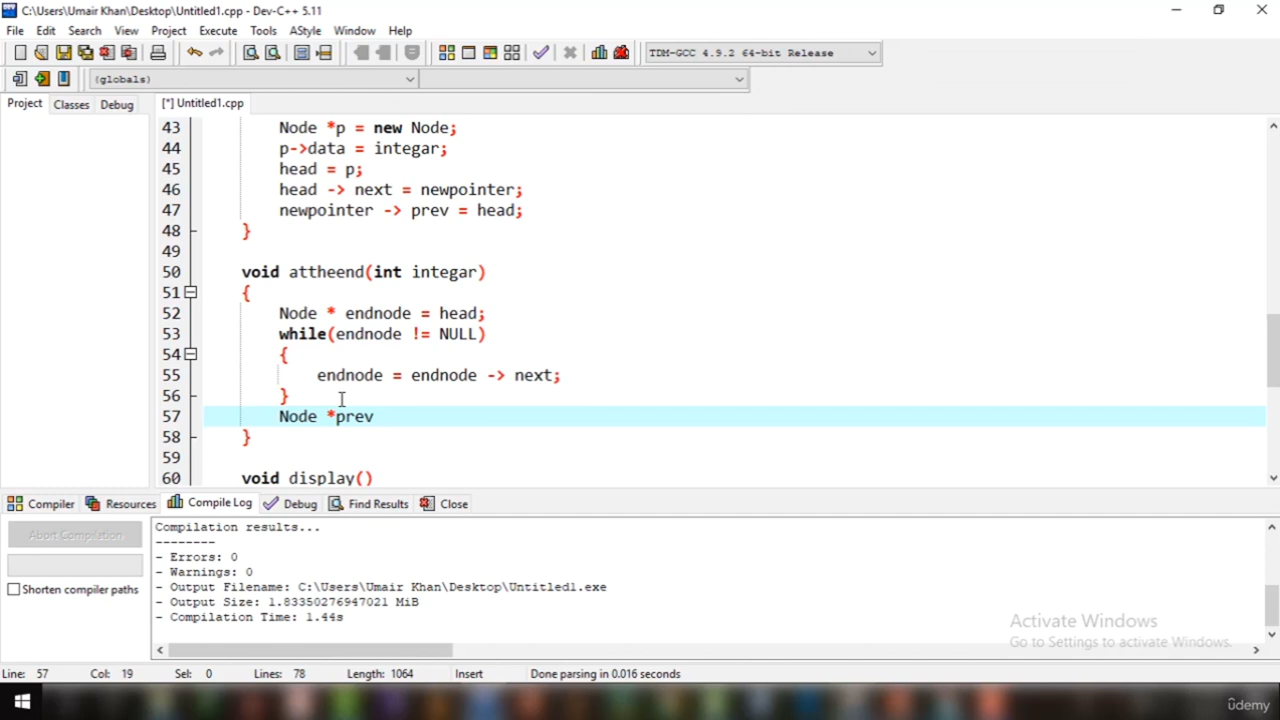 C:\Users\Umair Khan\Desktop\Untitled1.cpp - Dev-C++ 5.11
File Edit Search View Project Execute Tools AStyle Window Help
TDM-GCC 4.9.2 64-bit Release
(globals)
Project Classes Debug [*] Untitled1.cpp
43 Node *p = new Node;
44 p->data = integar;
45 head = p;
46 head -> next = newpointer;
47 newpointer -> prev = head;
48 }
49
50 void attheend(int integar)
51 {
52 Node * endnode = head;
53 while(endnode != NULL)
54 {
55 endnode = endnode -> next;
56 }
57 Node *prev
58 }
59
60 void display()
Compiler Resources Compile Log Debug Find Results Close
Abort Compilation
Shorten compiler paths
Compilation results...
--------
- Errors: 0
- Warnings: 0
- Output Filename: C:\Users\Umair Khan\Desktop\Untitled1.exe
- Output Size: 1.83350276947021 MiB
- Compilation Time: 1.44s
Activate Windows
Go to Settings to activate Windows.
Line: 57 Col: 19 Sel: 0 Lines: 78 Length: 1064 Insert Done parsing in 0.016 seconds
ûdemy